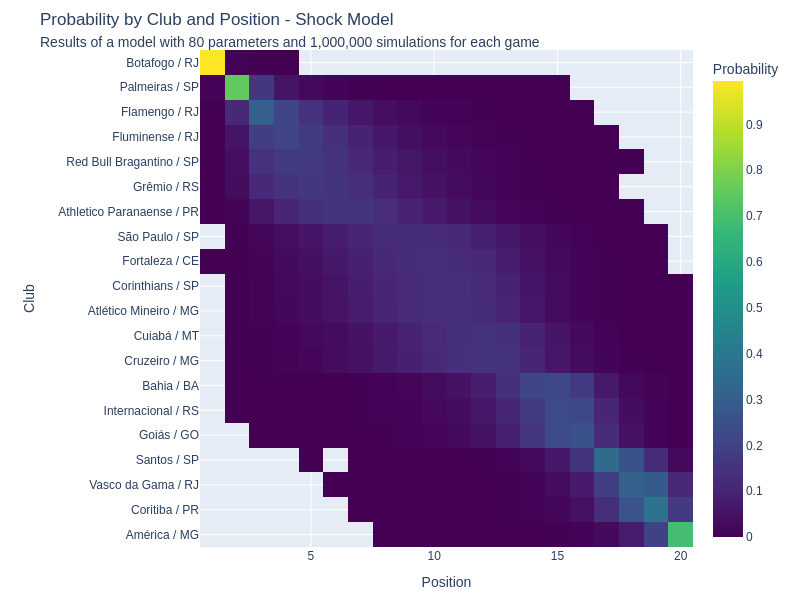 Probability by Club and Position - Shock Model
Results of a model with 80 parameters and 1,000,000 simulations for each game
Probability
Botafogo / RJ
Palmeiras / SP
Flamengo / RJ
Fluminense / RJ
Red Bull Bragantino / SP
Grêmio / RS
Athletico Paranaense / PR
São Paulo / SP
Fortaleza / CE
Corinthians / SP
Atlético Mineiro / MG
Cuiabá / MT
Cruzeiro / MG
Bahia / BA
Internacional / RS
Goiás / GO
Santos / SP
Vasco da Gama / RJ
Coritiba / PR
América / MG
Club
5
10
15
20
Position
0.9
0.8
0.7
0.6
0.5
0.4
0.3
0.2
0.1
0